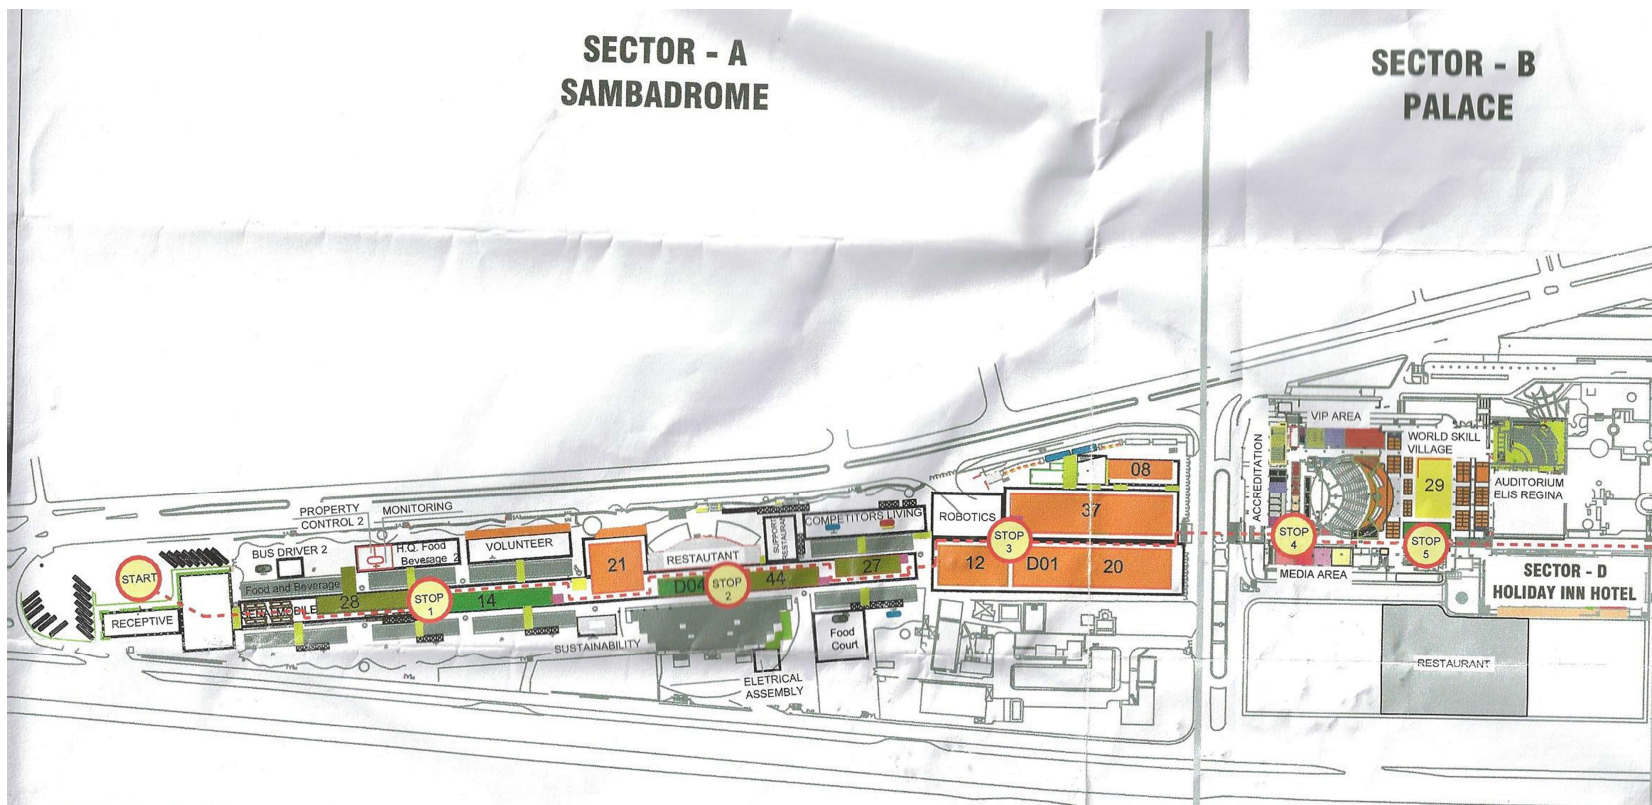 SECTOR - A
SAMBADROME
SECTOR - B
PALACE
START
RECEPTIVE
BUS DRIVER 2
PROPERTY
CONTROL 2
MONITORING
H.Q. Food
Beverage 2
VOLUNTEER
Food and Beverage
28
STOP
1
14
21
RESTAUTANT
D04
STOP
2
44
27
SUPPORT
RESTAURANT
COMPETITORS LIVING
SUSTAINABILITY
ELETRICAL
ASSEMBLY
Food
Court
ROBOTICS
STOP
3
08
37
12
D01
20
ACCREDITATION
VIP AREA
STOP
4
MEDIA AREA
WORLD SKILL
VILLAGE
29
STOP
5
AUDITORIUM
ELIS REGINA
SECTOR - D
HOLIDAY INN HOTEL
RESTAURANT